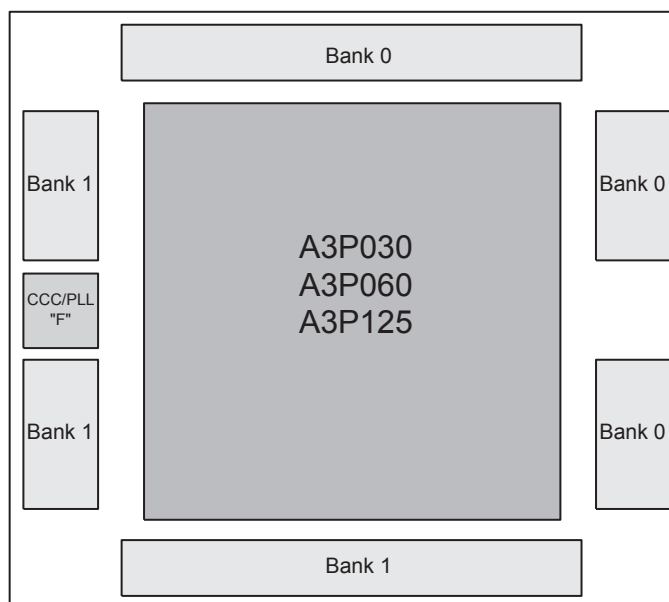 Bank 0
Bank 1
Bank 0
A3P030
A3P060
A3P125
CCC/PLL
"F"
Bank 1
Bank 0
Bank 1